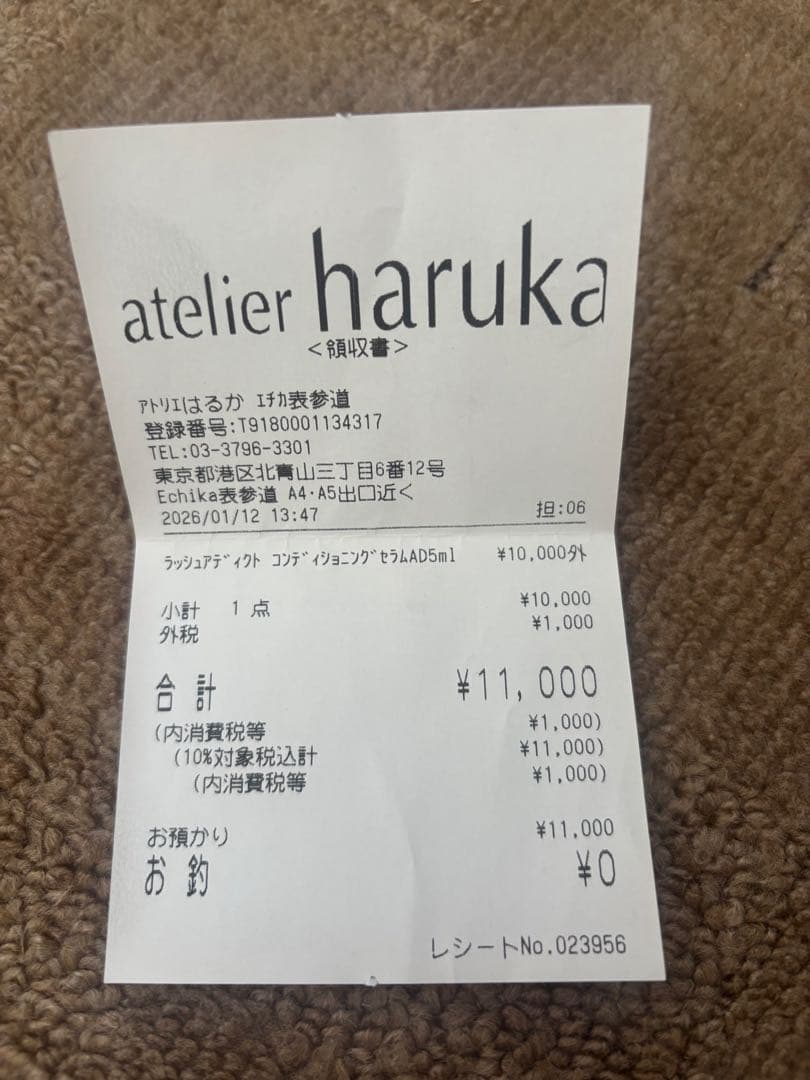 atelier haruka
<領収書>
ｱﾄﾘｴはるか ｴﾁｶ表参道
登録番号:T9180001134317
TEL:03-3796-3301
東京都港区北青山三丁目6番12号
Echika表参道 A4･A5出口近く
2026/01/12 13:47 担:06
ﾗｯｼｭｱﾃﾞｨｸﾄ ｺﾝﾃﾞｨｼｮﾆﾝｸﾞｾﾗﾑAD5ml ¥10,000外
小計 1点 ¥10,000
外税 ¥1,000
合計 ¥11,000
(内消費税等 ¥1,000)
(10%対象税込計 ¥11,000)
(内消費税等 ¥1,000)
お預かり ¥11,000
お釣 ¥0
レシートNo.023956